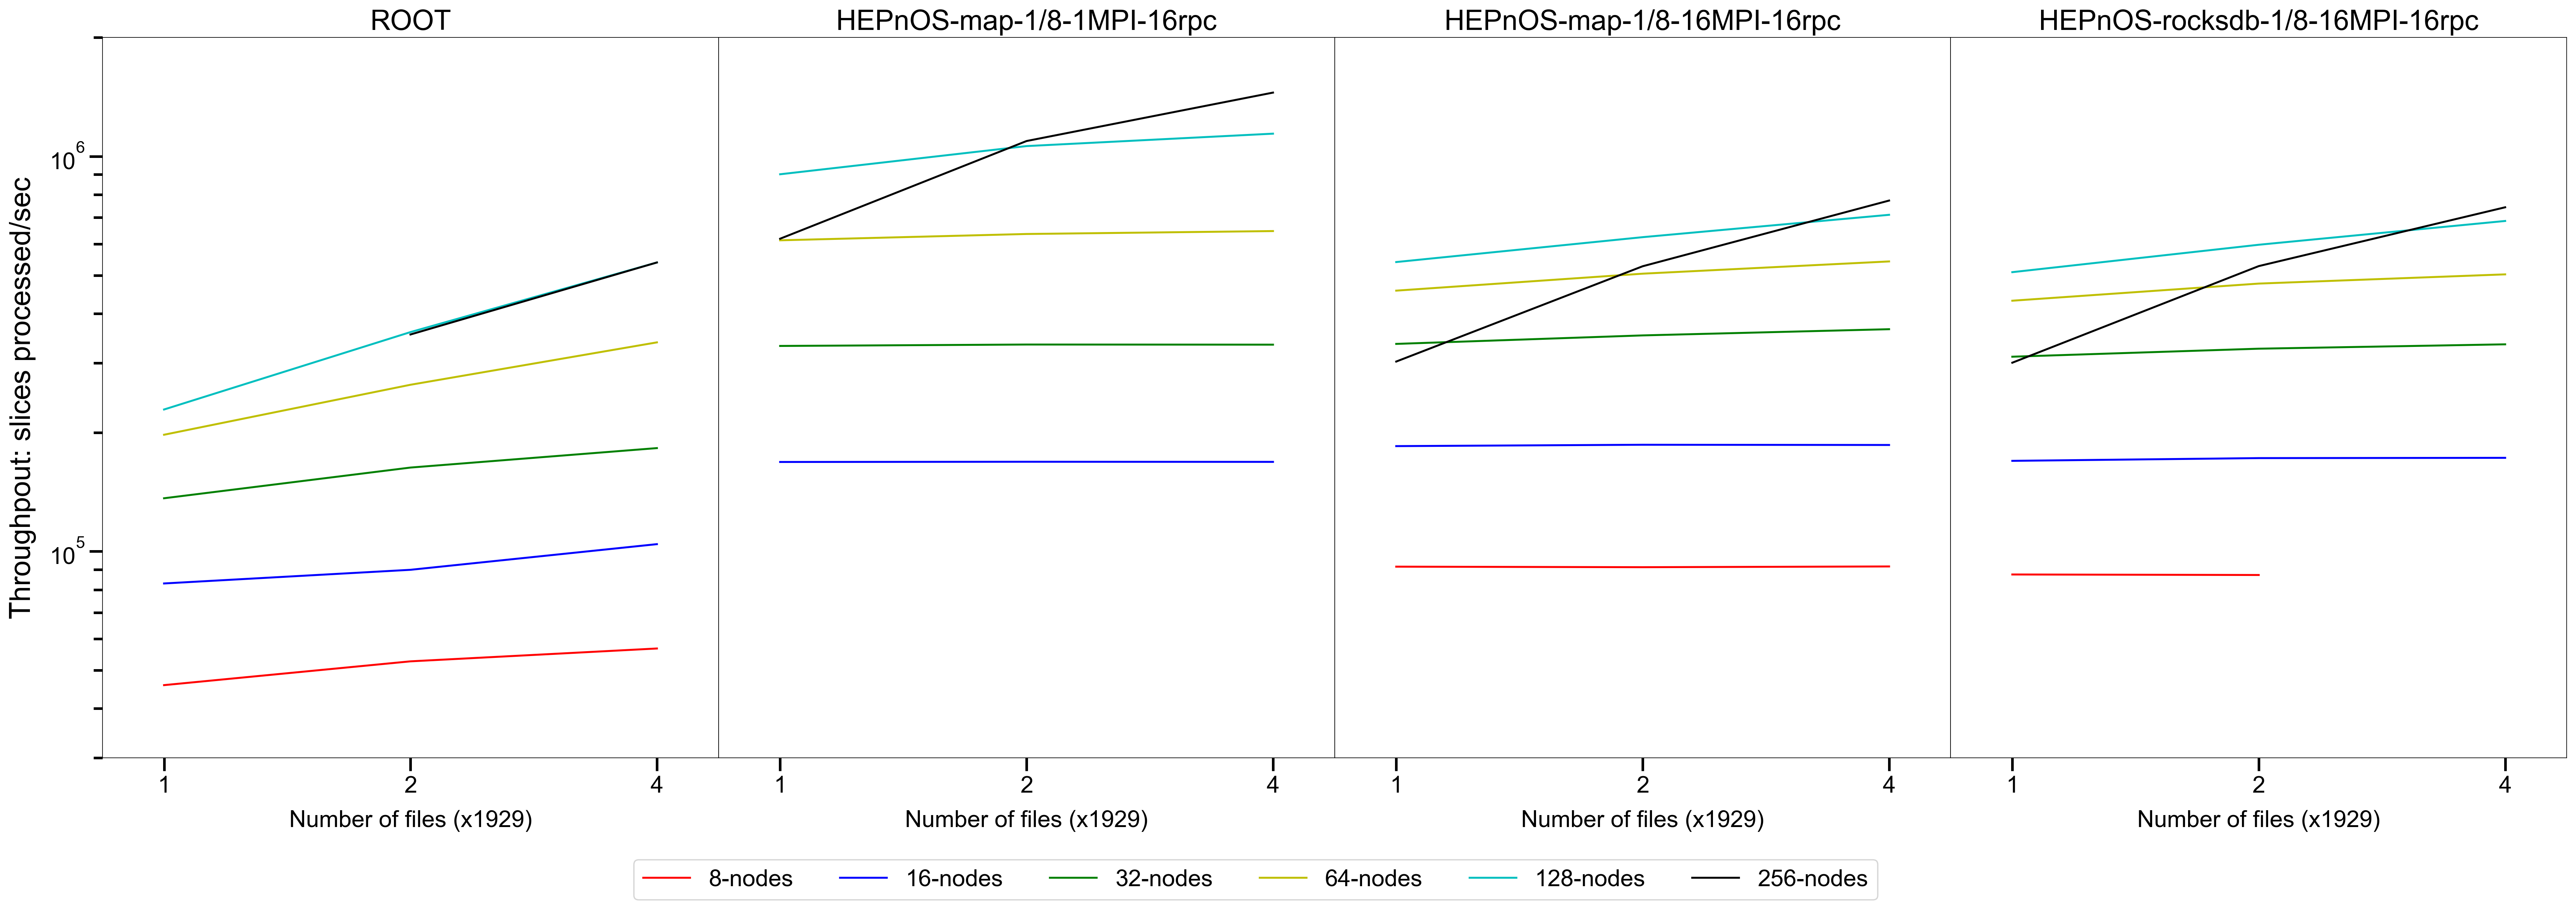 ROOT
HEPnOS-map-1/8-1MPI-16rpc
HEPnOS-map-1/8-16MPI-16rpc
HEPnOS-rocksdb-1/8-16MPI-16rpc
Throughpout: slices processed/sec
10^6
10^5
1 2 4
1 2 4
1 2 4
1 2 4
Number of files (x1929)
Number of files (x1929)
Number of files (x1929)
Number of files (x1929)
8-nodes 16-nodes 32-nodes 64-nodes 128-nodes 256-nodes